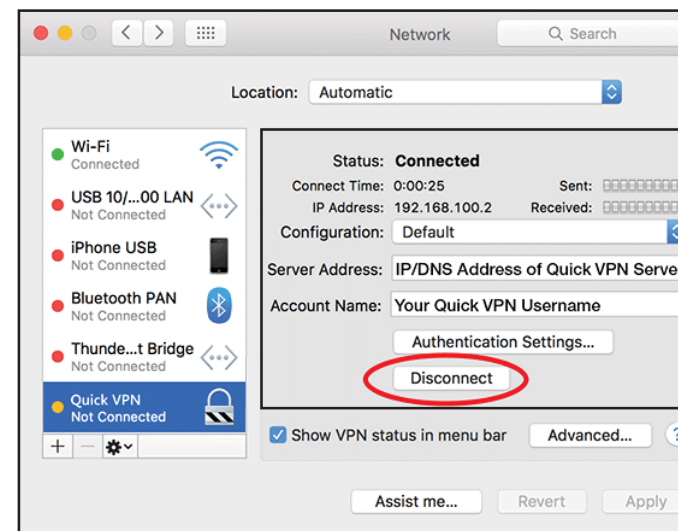 Network
Search
Location: Automatic
Wi-Fi
Connected
USB 10/...00 LAN
Not Connected
iPhone USB
Not Connected
Bluetooth PAN
Not Connected
Thunde...t Bridge
Not Connected
Quick VPN
Not Connected
Status: Connected
Connect Time: 0:00:25 Sent:
IP Address: 192.168.100.2 Received:
Configuration: Default
Server Address: IP/DNS Address of Quick VPN Serve
Account Name: Your Quick VPN Username
Authentication Settings...
Disconnect
Show VPN status in menu bar Advanced... ?
Assist me... Revert Apply